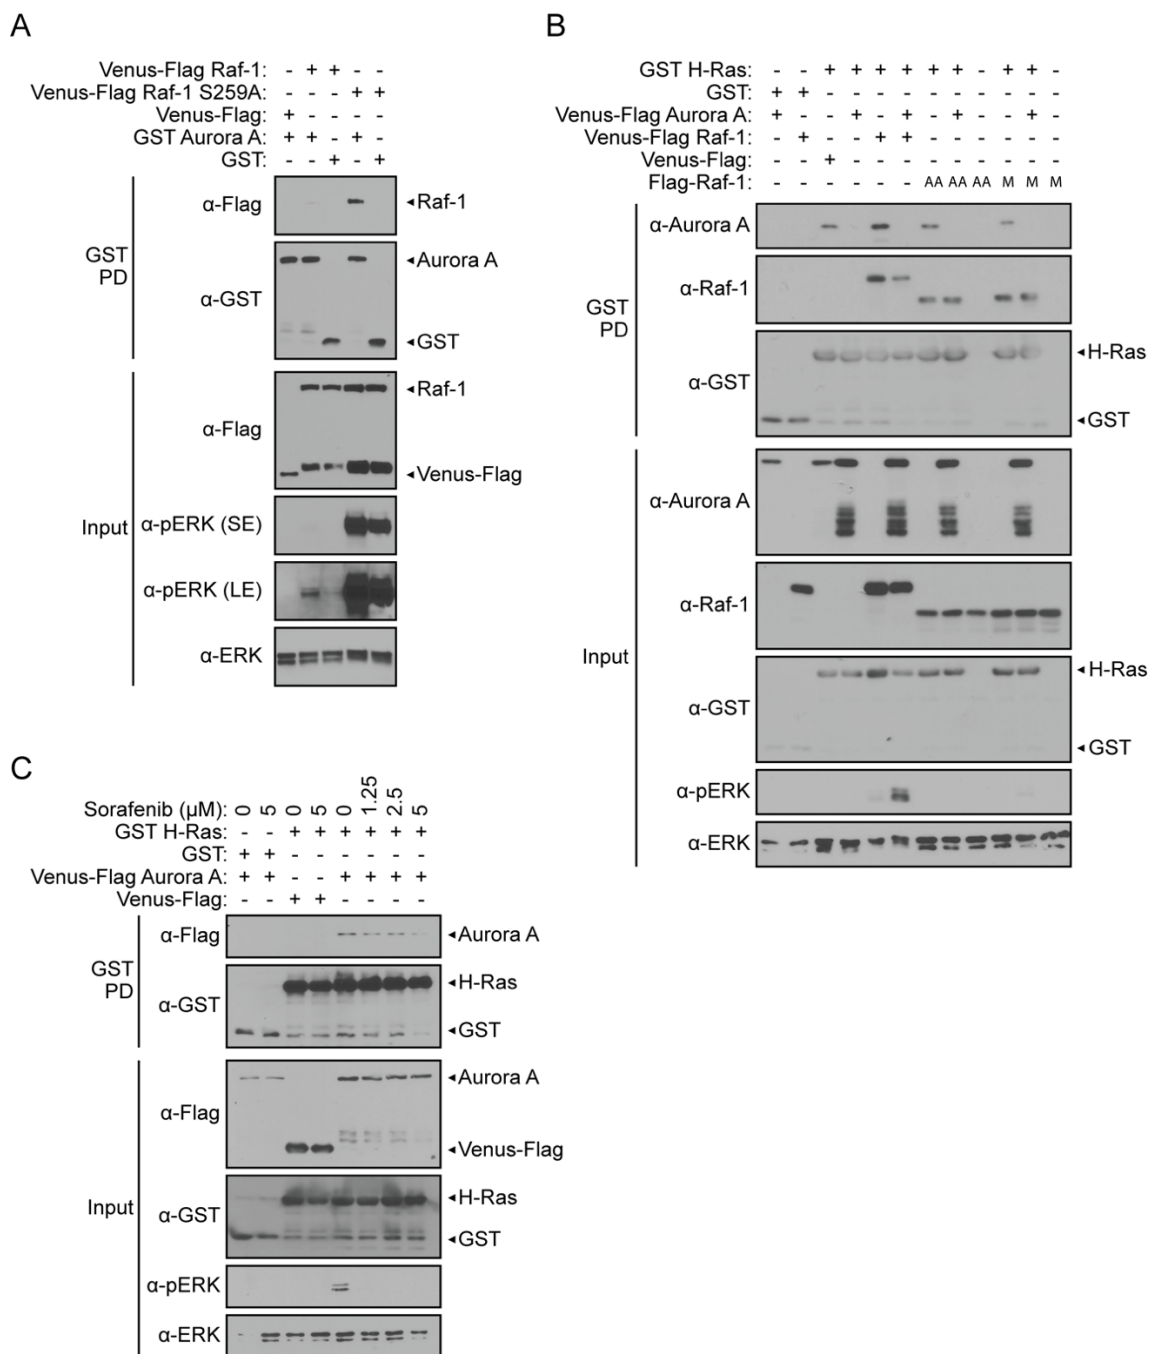 A
Venus-Flag Raf-1: - + + - -
Venus-Flag Raf-1 S259A: - - - + +
Venus-Flag: + - - - -
GST Aurora A: + + - + -
GST: - - + - +
GST PD
α-Flag
Raf-1
α-GST
Aurora A
GST
Input
α-Flag
Raf-1
Venus-Flag
α-pERK (SE)
α-pERK (LE)
α-ERK
B
GST H-Ras: - - + + + + + + - + + -
GST: + + - - - - - - - - - -
Venus-Flag Aurora A: + - - + - + - + - - + -
Venus-Flag Raf-1: - + - - + + - - - - - -
Venus-Flag: - - + - - - - - - - - -
Flag-Raf-1: - - - - - - AA AA AA M M M
GST PD
α-Aurora A
α-Raf-1
α-GST
H-Ras
GST
Input
α-Aurora A
α-Raf-1
α-GST
H-Ras
GST
α-pERK
α-ERK
C
Sorafenib (μM): 0 5 0 5 0 1.25 2.5 5
GST H-Ras: - - + + + + + +
GST: + + - - - - - -
Venus-Flag Aurora A: + + - - + + + +
Venus-Flag: - - + + - - - -
GST PD
α-Flag
Aurora A
α-GST
H-Ras
GST
Input
α-Flag
Aurora A
Venus-Flag
α-GST
H-Ras
GST
α-pERK
α-ERK